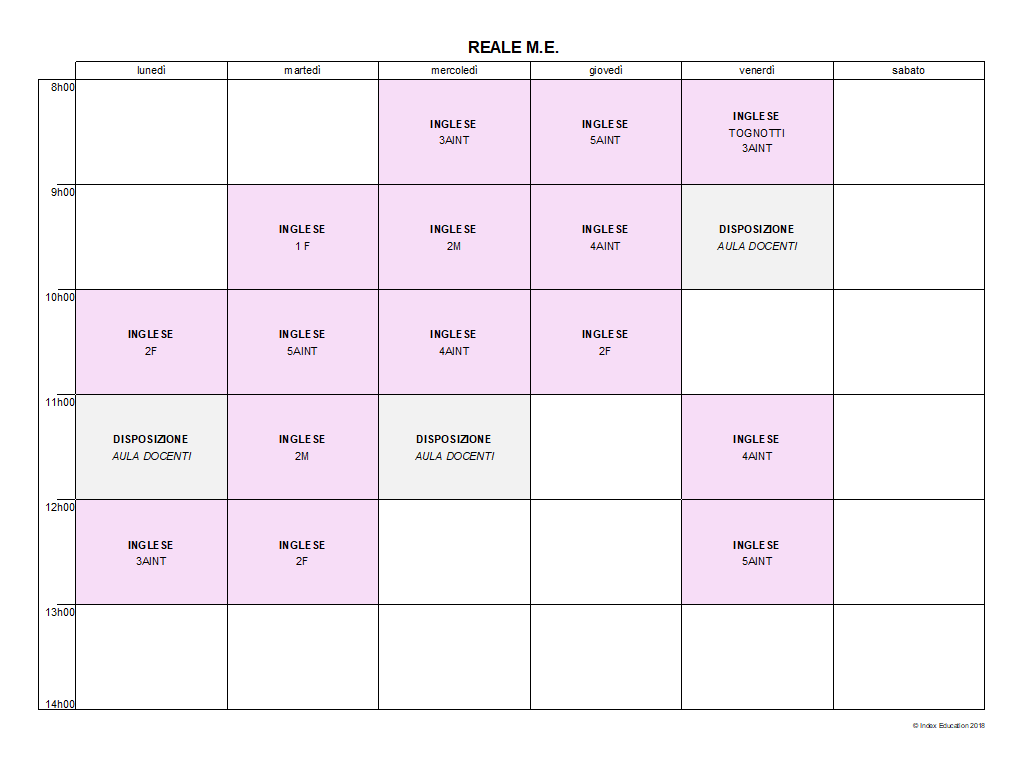 REALE M.E.
lunedì martedì mercoledì giovedì venerdì sabato
8h00
INGLESE
3AINT
INGLESE
5AINT
INGLESE
TOGNOTTI
3AINT
9h00
INGLESE
1 F
INGLESE
2M
INGLESE
4AINT
DISPOSIZIONE
AULA DOCENTI
10h00
INGLESE
2F
INGLESE
5AINT
INGLESE
4AINT
INGLESE
2F
11h00
DISPOSIZIONE
AULA DOCENTI
INGLESE
2M
DISPOSIZIONE
AULA DOCENTI
INGLESE
4AINT
12h00
INGLESE
3AINT
INGLESE
2F
INGLESE
5AINT
13h00
14h00
© Index Education 2018